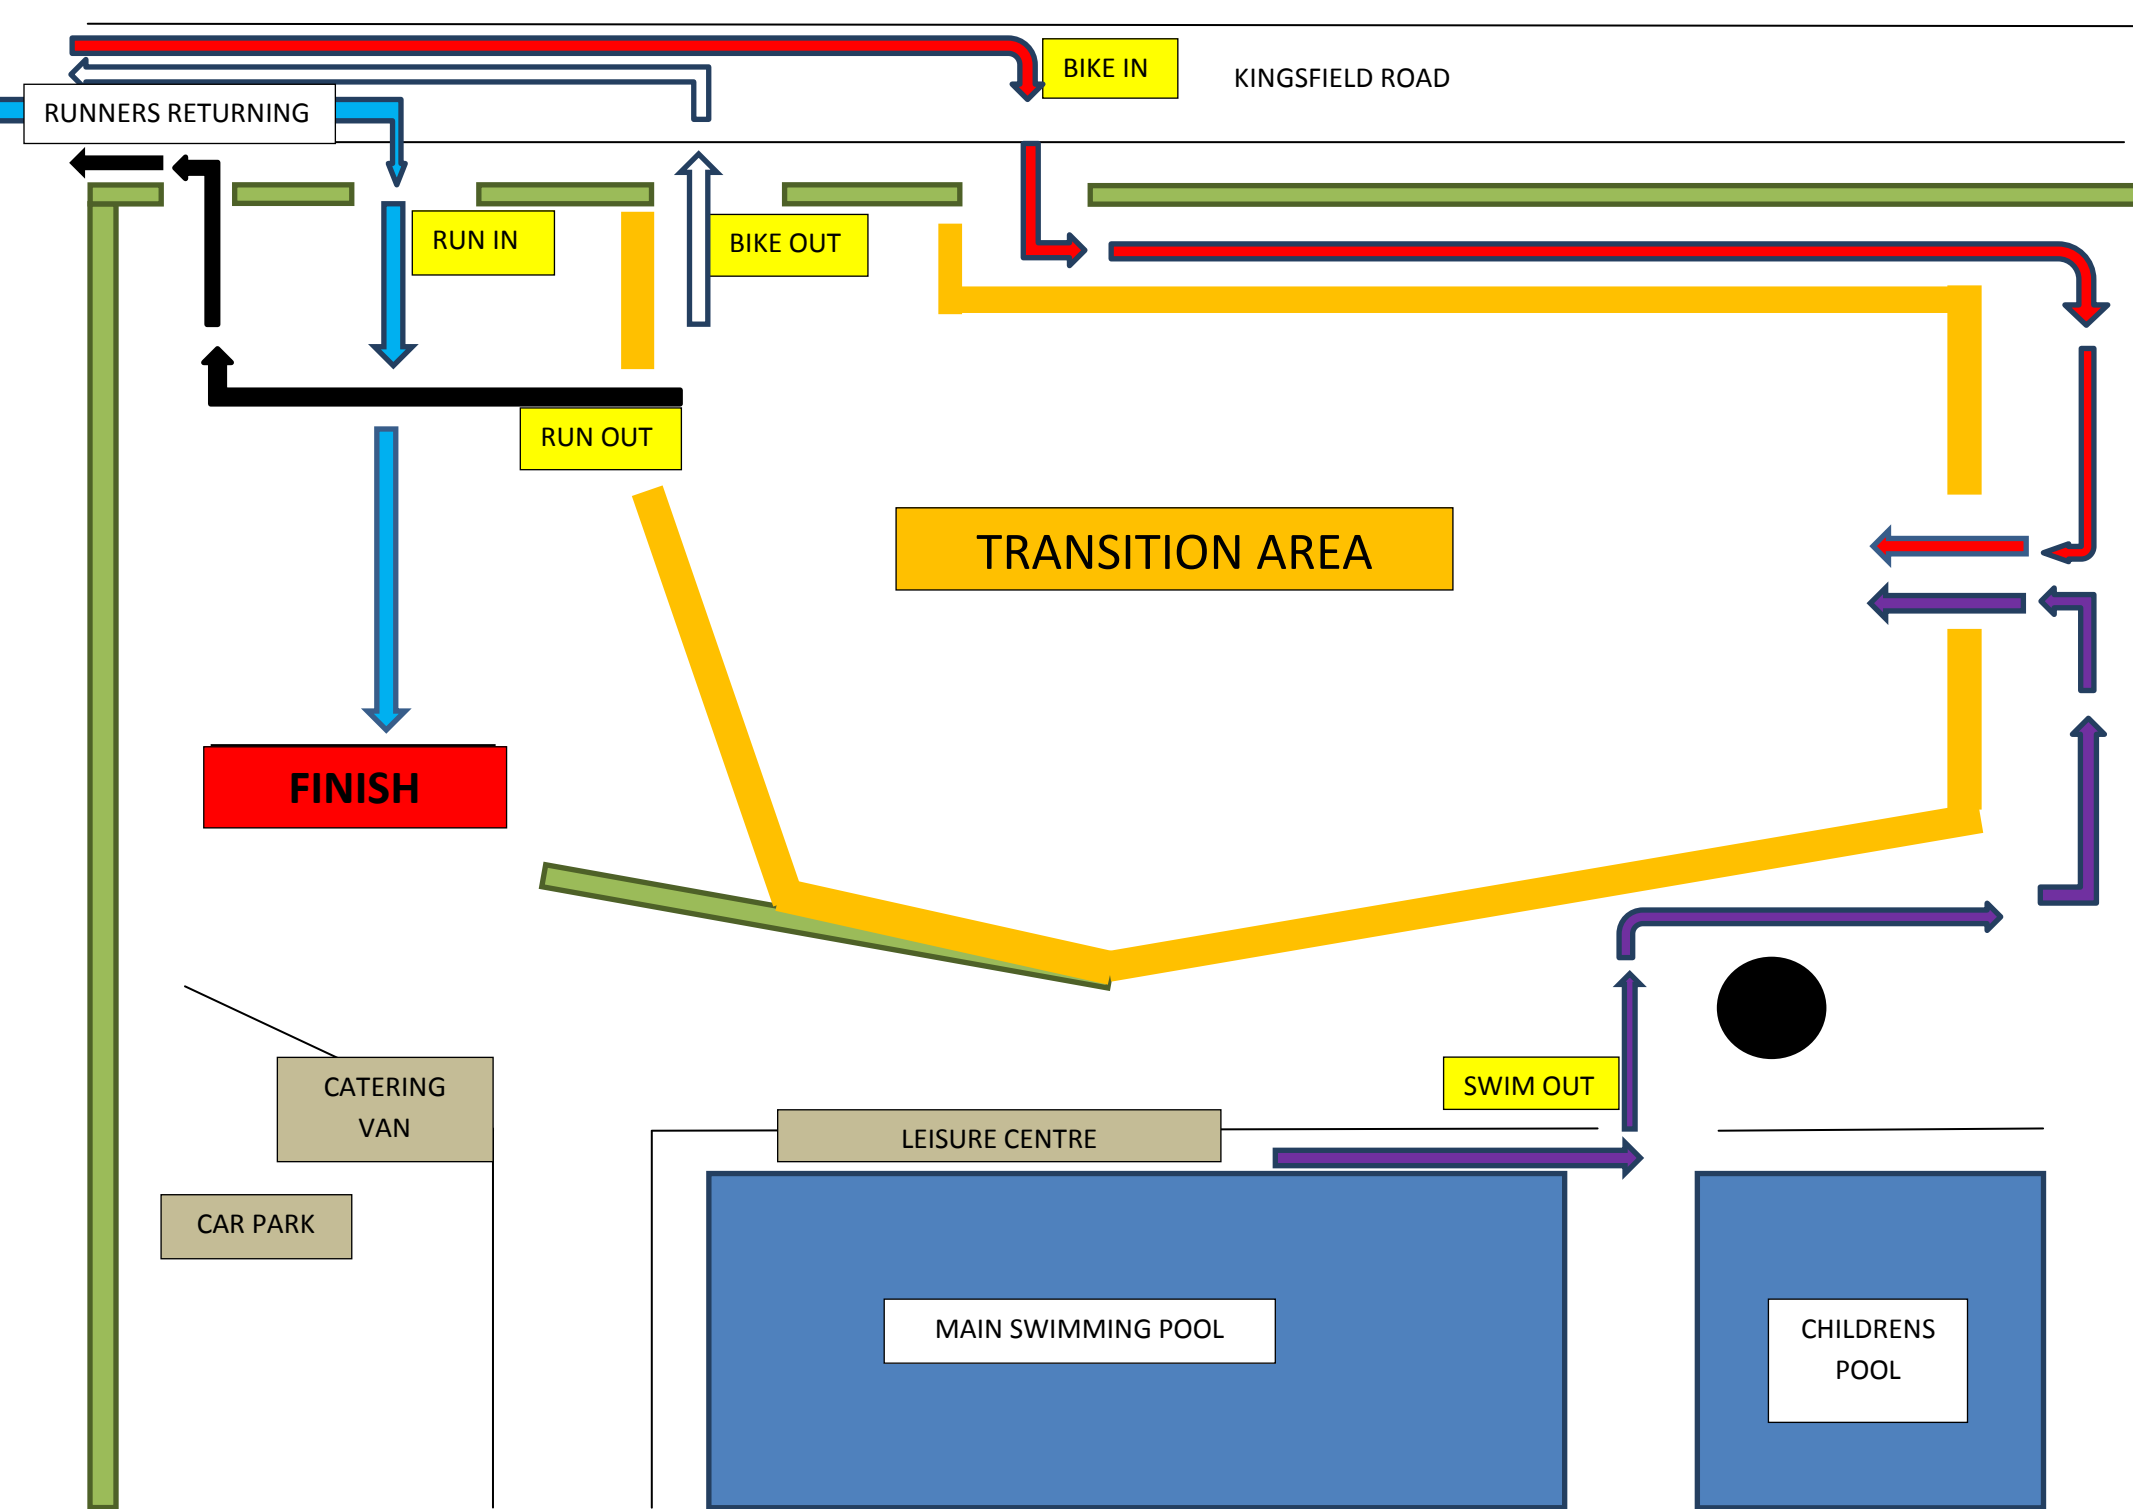 BIKE IN
KINGSFIELD ROAD
RUNNERS RETURNING
RUN IN
BIKE OUT
RUN OUT
TRANSITION AREA
FINISH
CATERING
VAN
SWIM OUT
LEISURE CENTRE
CAR PARK
MAIN SWIMMING POOL
CHILDRENS
POOL